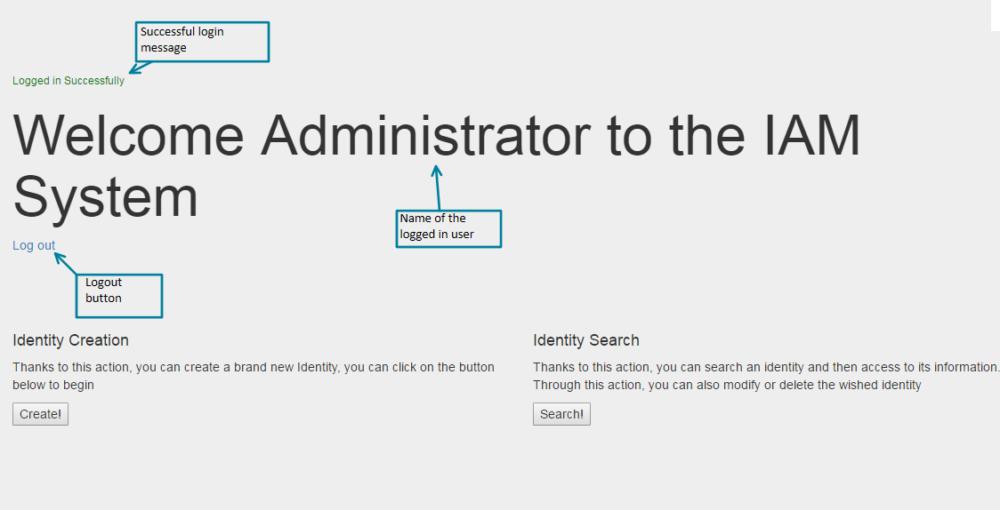 Successful login
message
Logged in Successfully
Welcome Administrator to the IAM
System
Name of the
logged in user
Log out
Logout
button
Identity Creation
Thanks to this action, you can create a brand new Identity, you can click on the button
below to begin
Create!
Identity Search
Thanks to this action, you can search an identity and then access to its information.
Through this action, you can also modify or delete the wished identity
Search!